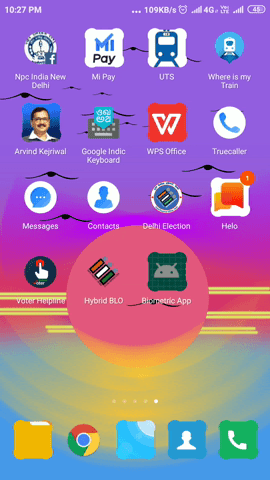 10:27 PM ... 109KB/s 4G VoLTE 48
Npc India New Delhi
Mi Pay
UTS
Where is my Train
Mi
Pay
Arvind Kejriwal
Google Indic Keyboard
WPS Office
Truecaller
Messages
Contacts
Delhi Election
Helo
1
Voter Helpline
Hybrid BLO
Biometric App